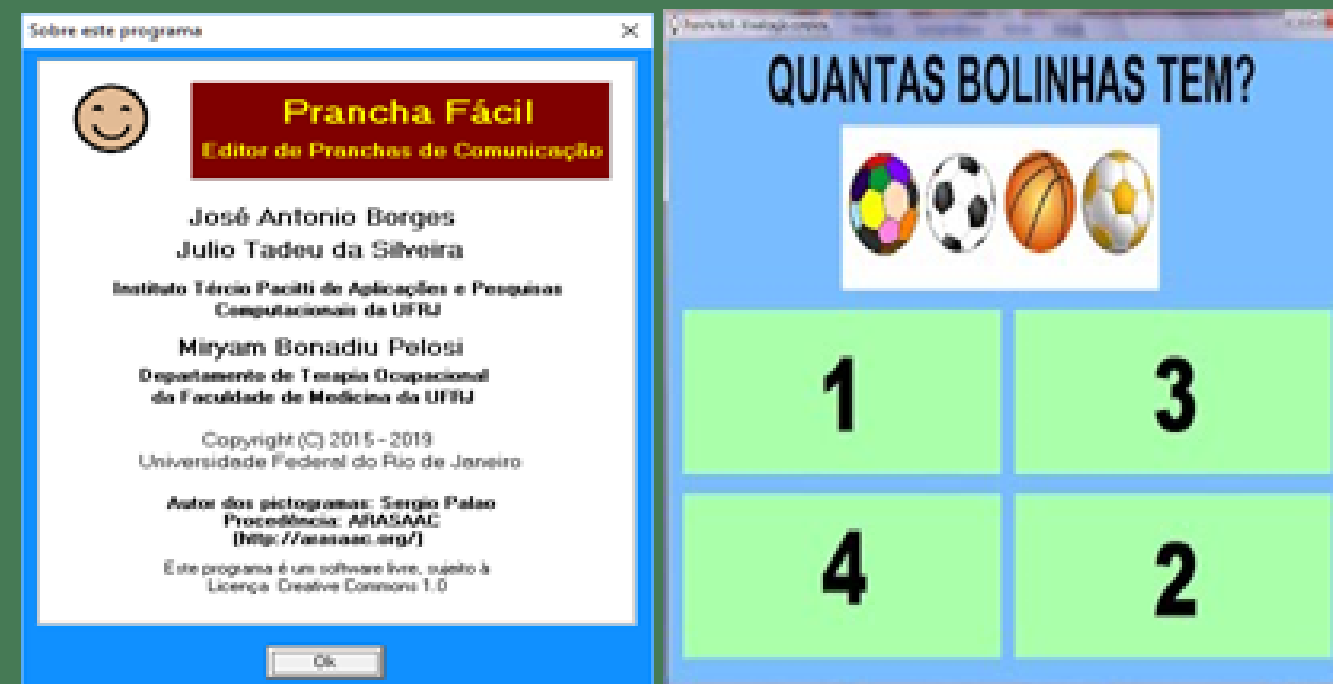 Sobre este programa
Prancha Fácil
Editor de Pranchas de Comunicação
José Antonio Borges
Julio Tadeu da Silveira
Instituto Tércio Pacitti de Aplicações e Pesquisas
Computacionais da UFRJ
Miryam Bonadiu Pelosi
Departamento de Terapia Ocupacional
da Faculdade de Medicina da UFRJ
Copyright (C) 2015 - 2019
Universidade Federal do Rio de Janeiro
Autor dos pictogramas: Sergio Palao
Procedência: ARASAAC
(http://arasaac.org/)
Este programa é um software livre, sujeito à
Licença Creative Commons 1.0
Ok
QUANTAS BOLINHAS TEM?
1
3
4
2